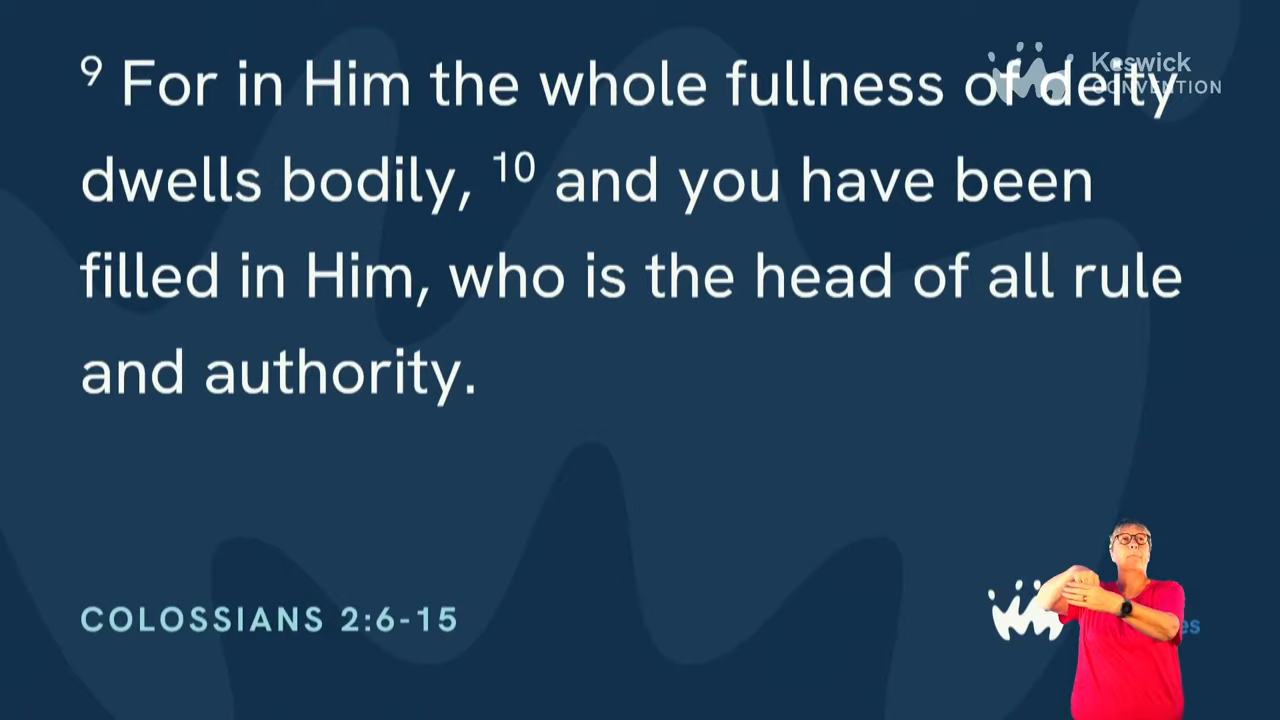 ⁹ For in Him the whole fullness of deity
dwells bodily, ¹⁰ and you have been
filled in Him, who is the head of all rule
and authority.
Keswick
CONVENTION
COLOSSIANS 2:6-15